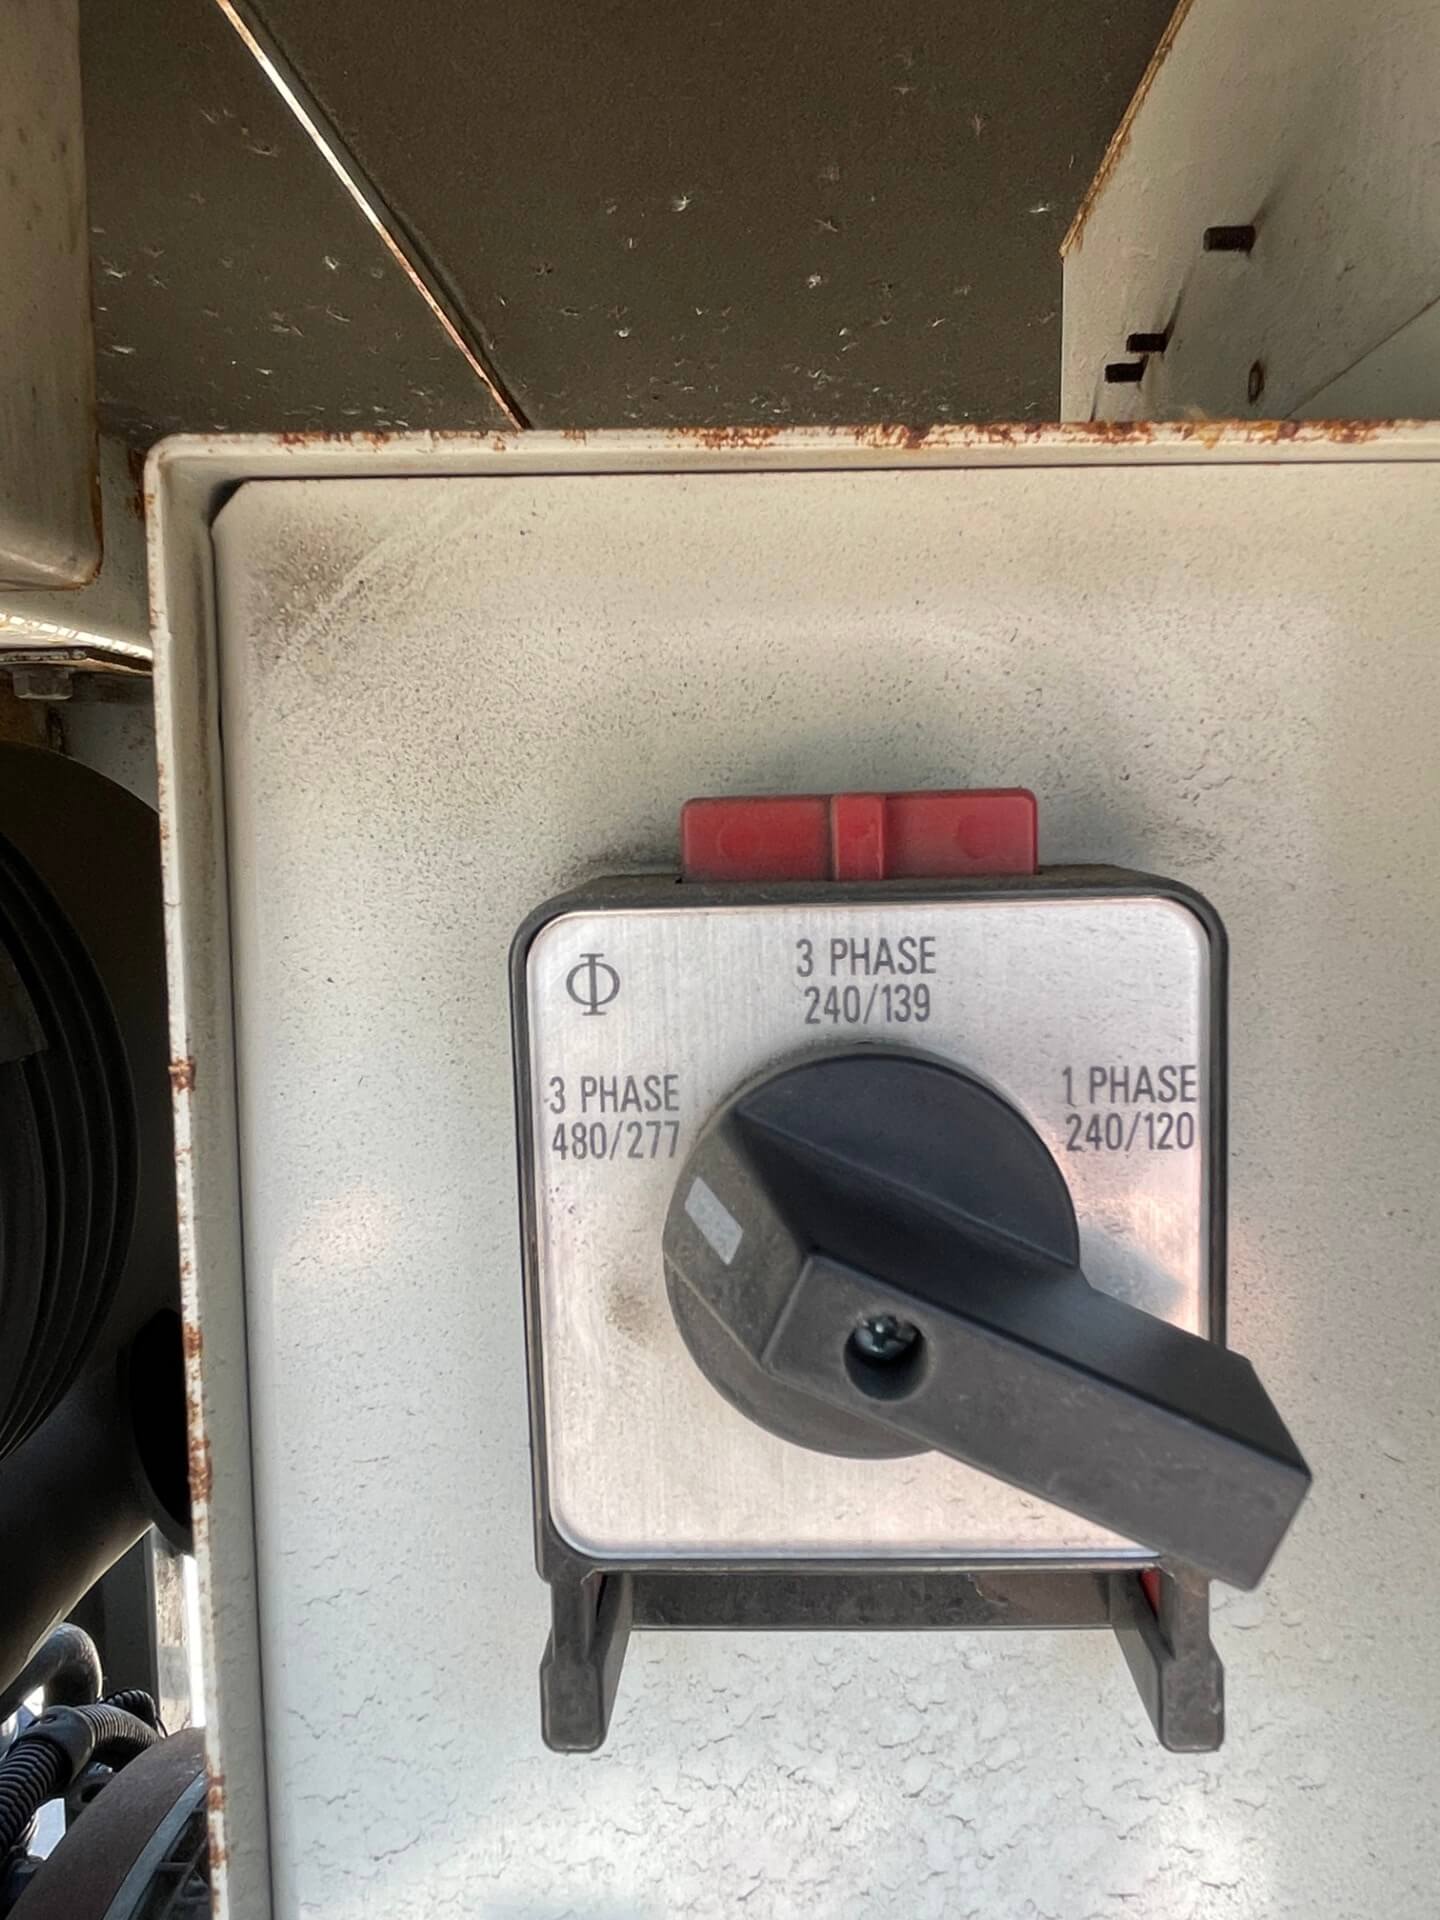 Φ
3 PHASE
240/139
3 PHASE
480/277
1 PHASE
240/120